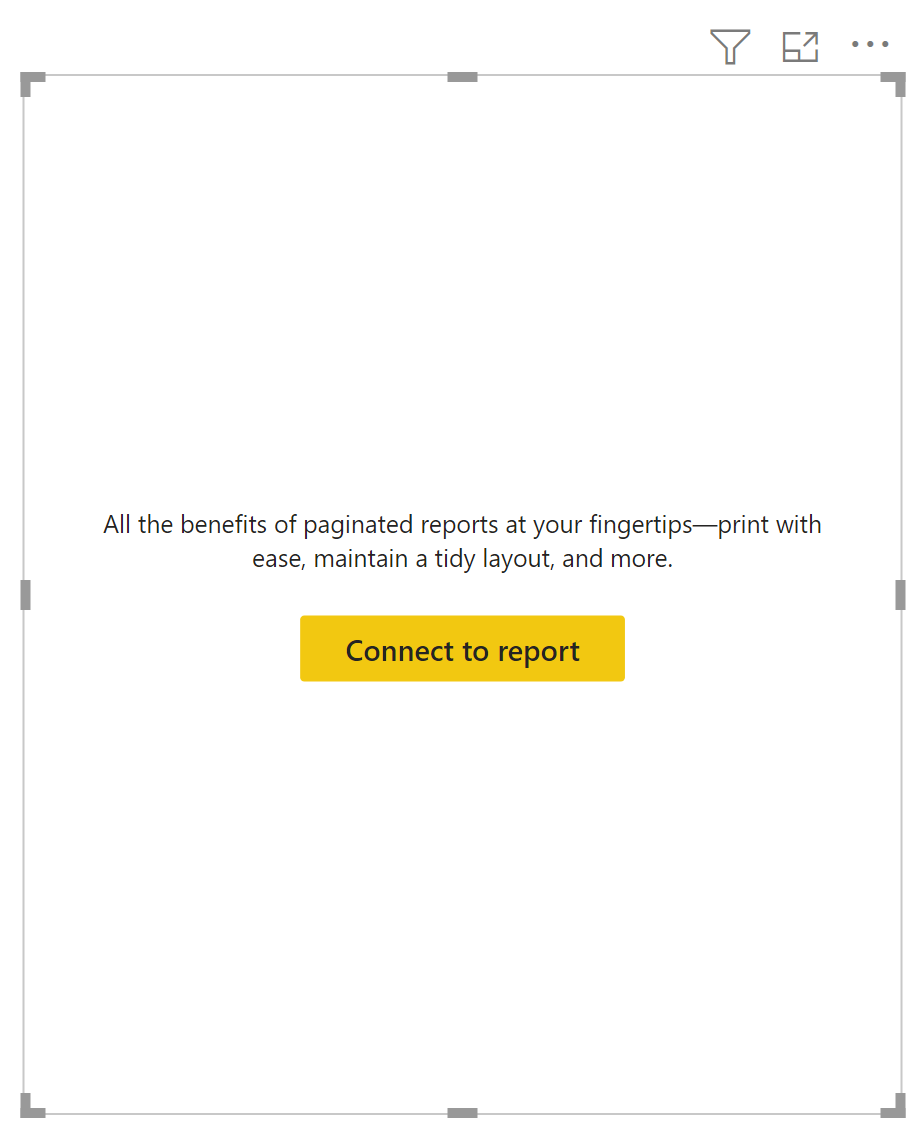 All the benefits of paginated reports at your fingertips—print with
ease, maintain a tidy layout, and more.
Connect to report